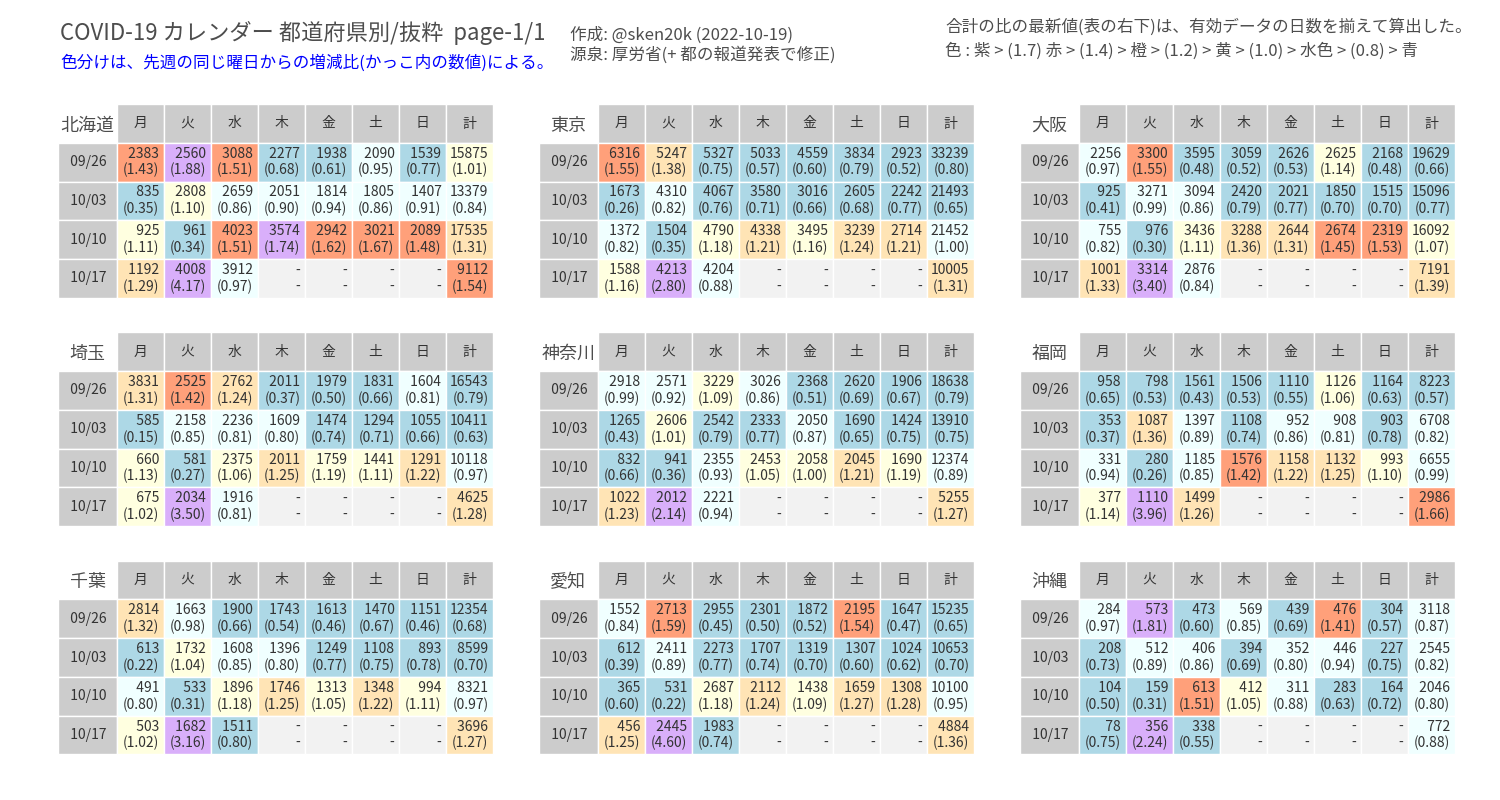 COVID-19 カレンダー 都道府県別/抜粋 page-1/1
色分けは、先週の同じ曜日からの増減比(かっこ内の数値)による。
作成: @sken20k (2022-10-19)
源泉: 厚労省(+ 都の報道発表で修正)
合計の比の最新値(表の右下)は、有効データの日数を揃えて算出した。
色 : 紫 > (1.7) 赤 > (1.4) > 橙 > (1.2) > 黄 > (1.0) > 水色 > (0.8) > 青
北海道 月 火 水 木 金 土 日 計
09/26 2383 2560 3088 2277 1938 2090 1539 15875
(1.43) (1.88) (1.51) (0.68) (0.61) (0.95) (0.77) (1.01)
10/03 835 2808 2659 2051 1814 1805 1407 13379
(0.35) (1.10) (0.86) (0.90) (0.94) (0.86) (0.91) (0.84)
10/10 925 961 4023 3574 2942 3021 2089 17535
(1.11) (0.34) (1.51) (1.74) (1.62) (1.67) (1.48) (1.31)
10/17 1192 4008 3912 - - - - 9112
(1.29) (4.17) (0.97) - - - - (1.54)
東京 月 火 水 木 金 土 日 計
09/26 6316 5247 5327 5033 4559 3834 2923 33239
(1.55) (1.38) (0.75) (0.57) (0.60) (0.79) (0.52) (0.80)
10/03 1673 4310 4067 3580 3016 2605 2242 21493
(0.26) (0.82) (0.76) (0.71) (0.66) (0.68) (0.77) (0.65)
10/10 1372 1504 4790 4338 3495 3239 2714 21452
(0.82) (0.35) (1.18) (1.21) (1.16) (1.24) (1.21) (1.00)
10/17 1588 4213 4204 - - - - 10005
(1.16) (2.80) (0.88) - - - - (1.31)
大阪 月 火 水 木 金 土 日 計
09/26 2256 3300 3595 3059 2626 2625 2168 19629
(0.97) (1.55) (0.48) (0.52) (0.53) (1.14) (0.48) (0.66)
10/03 925 3271 3094 2420 2021 1850 1515 15096
(0.41) (0.99) (0.86) (0.79) (0.77) (0.70) (0.70) (0.77)
10/10 755 976 3436 3288 2644 2674 2319 16092
(0.82) (0.30) (1.11) (1.36) (1.31) (1.45) (1.53) (1.07)
10/17 1001 3314 2876 - - - - 7191
(1.33) (3.40) (0.84) - - - - (1.39)
埼玉 月 火 水 木 金 土 日 計
09/26 3831 2525 2762 2011 1979 1831 1604 16543
(1.31) (1.42) (1.24) (0.37) (0.50) (0.66) (0.81) (0.79)
10/03 585 2158 2236 1609 1474 1294 1055 10411
(0.15) (0.85) (0.81) (0.80) (0.74) (0.71) (0.66) (0.63)
10/10 660 581 2375 2011 1759 1441 1291 10118
(1.13) (0.27) (1.06) (1.25) (1.19) (1.11) (1.22) (0.97)
10/17 675 2034 1916 - - - - 4625
(1.02) (3.50) (0.81) - - - - (1.28)
神奈川 月 火 水 木 金 土 日 計
09/26 2918 2571 3229 3026 2368 2620 1906 18638
(0.99) (0.92) (1.09) (0.86) (0.51) (0.69) (0.67) (0.79)
10/03 1265 2606 2542 2333 2050 1690 1424 13910
(0.43) (1.01) (0.79) (0.77) (0.87) (0.65) (0.75) (0.75)
10/10 832 941 2355 2453 2058 2045 1690 12374
(0.66) (0.36) (0.93) (1.05) (1.00) (1.21) (1.19) (0.89)
10/17 1022 2012 2221 - - - - 5255
(1.23) (2.14) (0.94) - - - - (1.27)
福岡 月 火 水 木 金 土 日 計
09/26 958 798 1561 1506 1110 1126 1164 8223
(0.65) (0.53) (0.43) (0.53) (0.55) (1.06) (0.63) (0.57)
10/03 353 1087 1397 1108 952 908 903 6708
(0.37) (1.36) (0.89) (0.74) (0.86) (0.81) (0.78) (0.82)
10/10 331 280 1185 1576 1158 1132 993 6655
(0.94) (0.26) (0.85) (1.42) (1.22) (1.25) (1.10) (0.99)
10/17 377 1110 1499 - - - - 2986
(1.14) (3.96) (1.26) - - - - (1.66)
千葉 月 火 水 木 金 土 日 計
09/26 2814 1663 1900 1743 1613 1470 1151 12354
(1.32) (0.98) (0.66) (0.54) (0.46) (0.67) (0.46) (0.68)
10/03 613 1732 1608 1396 1249 1108 893 8599
(0.22) (1.04) (0.85) (0.80) (0.77) (0.75) (0.78) (0.70)
10/10 491 533 1896 1746 1313 1348 994 8321
(0.80) (0.31) (1.18) (1.25) (1.05) (1.22) (1.11) (0.97)
10/17 503 1682 1511 - - - - 3696
(1.02) (3.16) (0.80) - - - - (1.27)
愛知 月 火 水 木 金 土 日 計
09/26 1552 2713 2955 2301 1872 2195 1647 15235
(0.84) (1.59) (0.45) (0.50) (0.52) (1.54) (0.47) (0.65)
10/03 612 2411 2273 1707 1319 1307 1024 10653
(0.39) (0.89) (0.77) (0.74) (0.70) (0.60) (0.62) (0.70)
10/10 365 531 2687 2112 1438 1659 1308 10100
(0.60) (0.22) (1.18) (1.24) (1.09) (1.27) (1.28) (0.95)
10/17 456 2445 1983 - - - - 4884
(1.25) (4.60) (0.74) - - - - (1.36)
沖縄 月 火 水 木 金 土 日 計
09/26 284 573 473 569 439 476 304 3118
(0.97) (1.81) (0.60) (0.85) (0.69) (1.41) (0.57) (0.87)
10/03 208 512 406 394 352 446 227 2545
(0.73) (0.89) (0.86) (0.69) (0.80) (0.94) (0.75) (0.82)
10/10 104 159 613 412 311 283 164 2046
(0.50) (0.31) (1.51) (1.05) (0.88) (0.63) (0.72) (0.80)
10/17 78 356 338 - - - - 772
(0.75) (2.24) (0.55) - - - - (0.88)